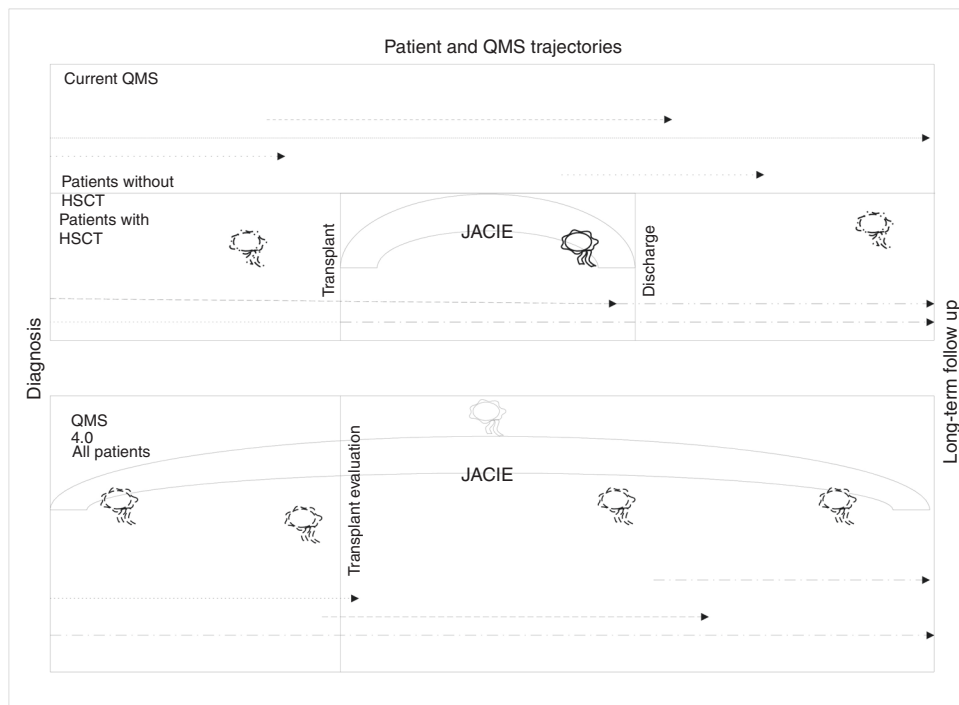 Patient and QMS trajectories
Current QMS
Patients without
HSCT
Patients with
HSCT
Transplant
JACIE
Discharge
Diagnosis
Long-term follow up
QMS
4.0
All patients
Transplant evaluation
JACIE